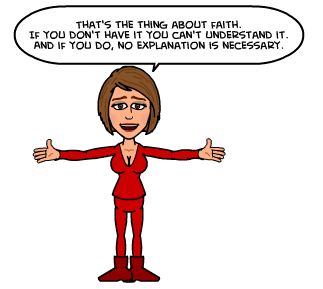 THAT'S THE THING ABOUT FAITH.
IF YOU DON'T HAVE IT YOU CAN'T UNDERSTAND IT.
AND IF YOU DO, NO EXPLANATION IS NECESSARY.